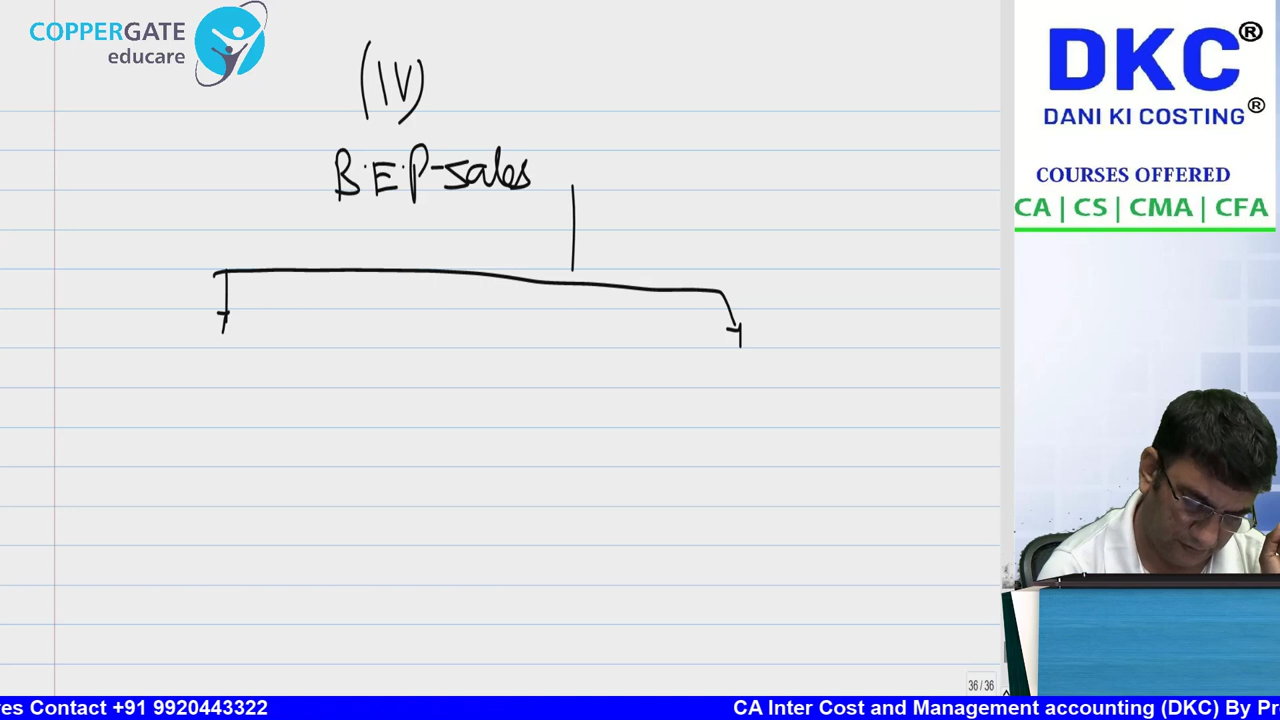 COPPERGATE
educare
(IV)
B.E.P-Sales
DKC®
DANI KI COSTING®
COURSES OFFERED
CA | CS | CMA | CFA
36 / 36
ves Contact +91 9920443322
CA Inter Cost and Management accounting (DKC) By Pr